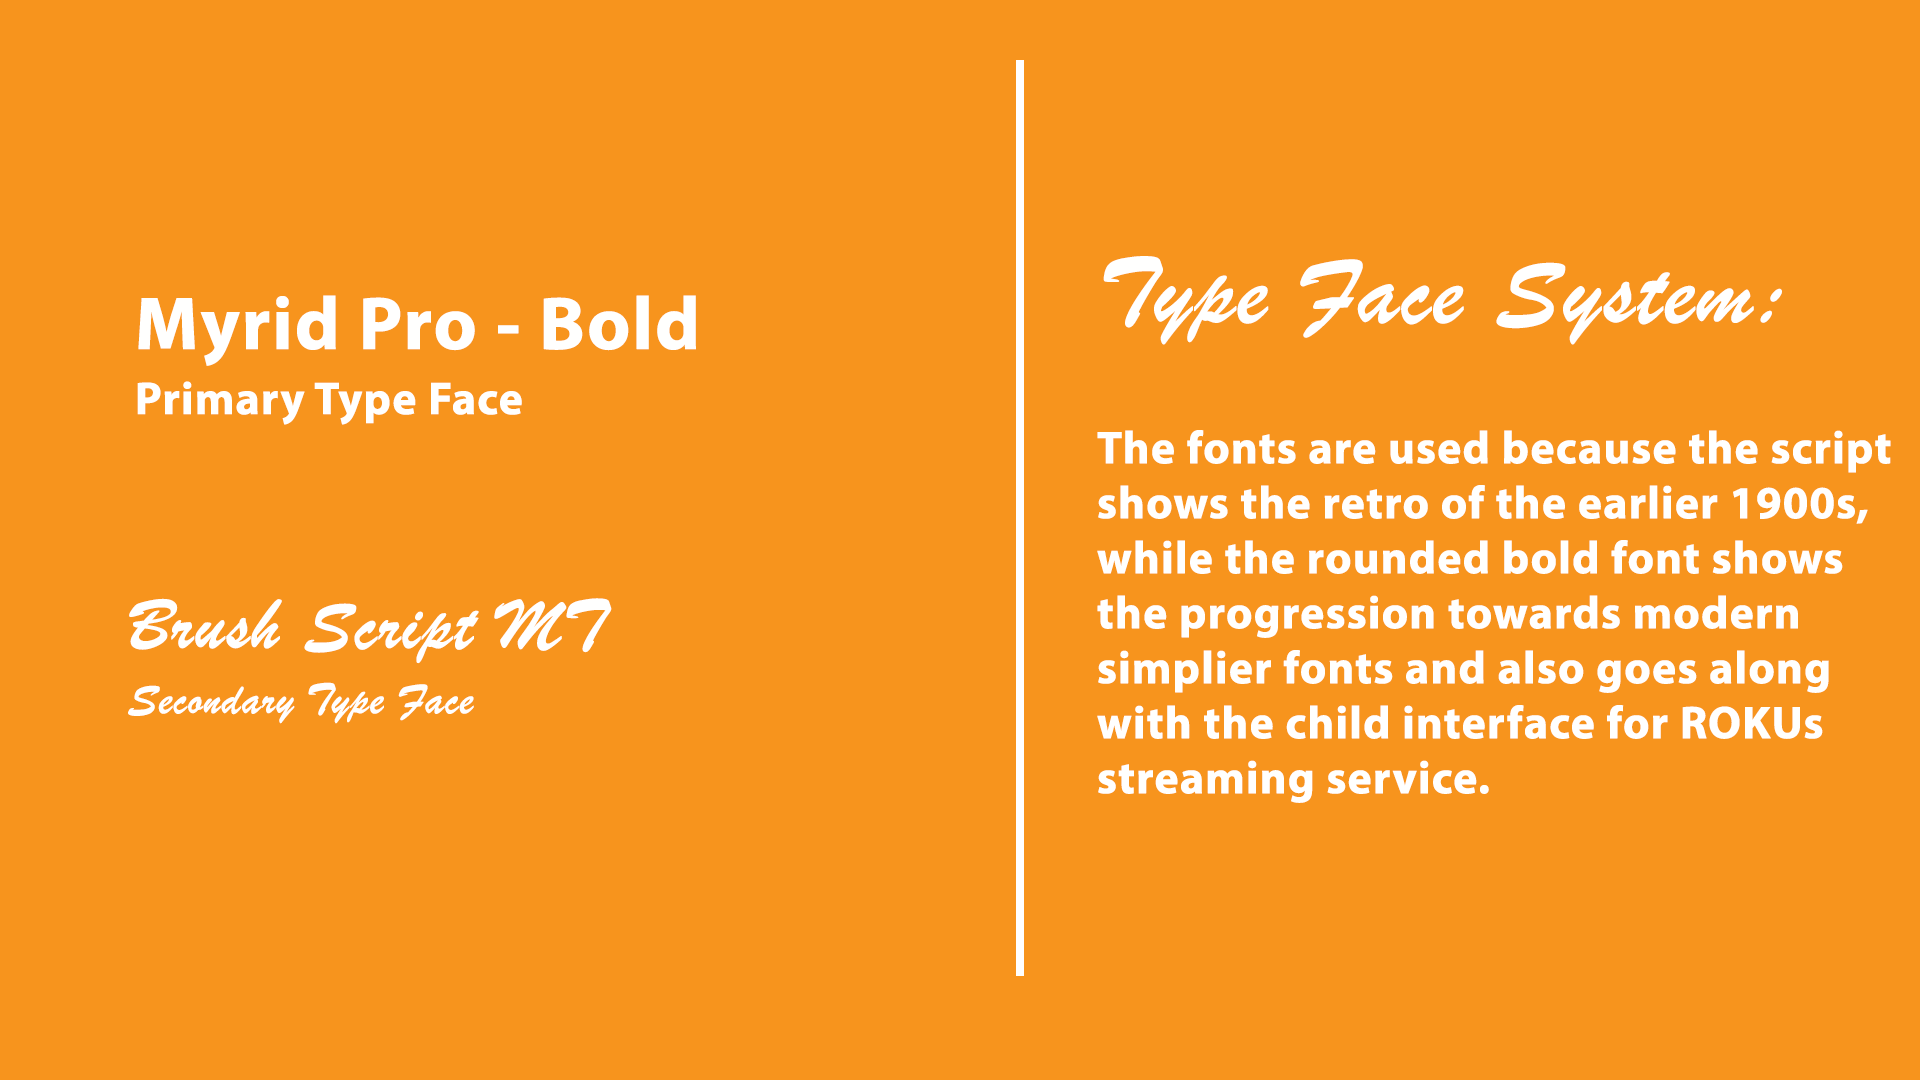 Myrid Pro - Bold
Primary Type Face
Brush Script MT
Secondary Type Face
Type Face System:
The fonts are used because the script
shows the retro of the earlier 1900s,
while the rounded bold font shows
the progression towards modern
simplier fonts and also goes along
with the child interface for ROKUs
streaming service.